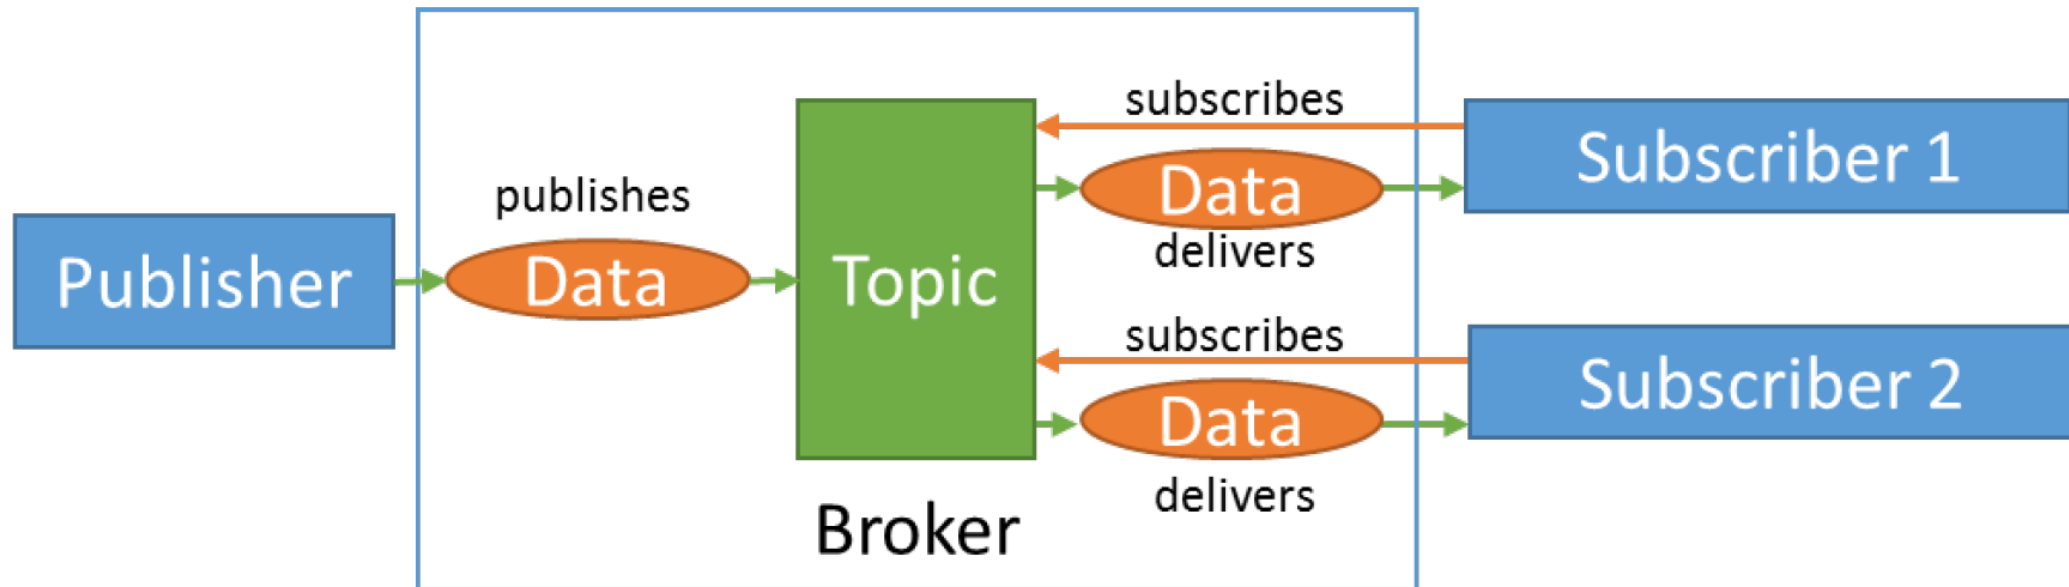 Publisher
publishes
Data
Topic
subscribes
Data
delivers
subscribes
Data
delivers
Subscriber 1
Subscriber 2
Broker